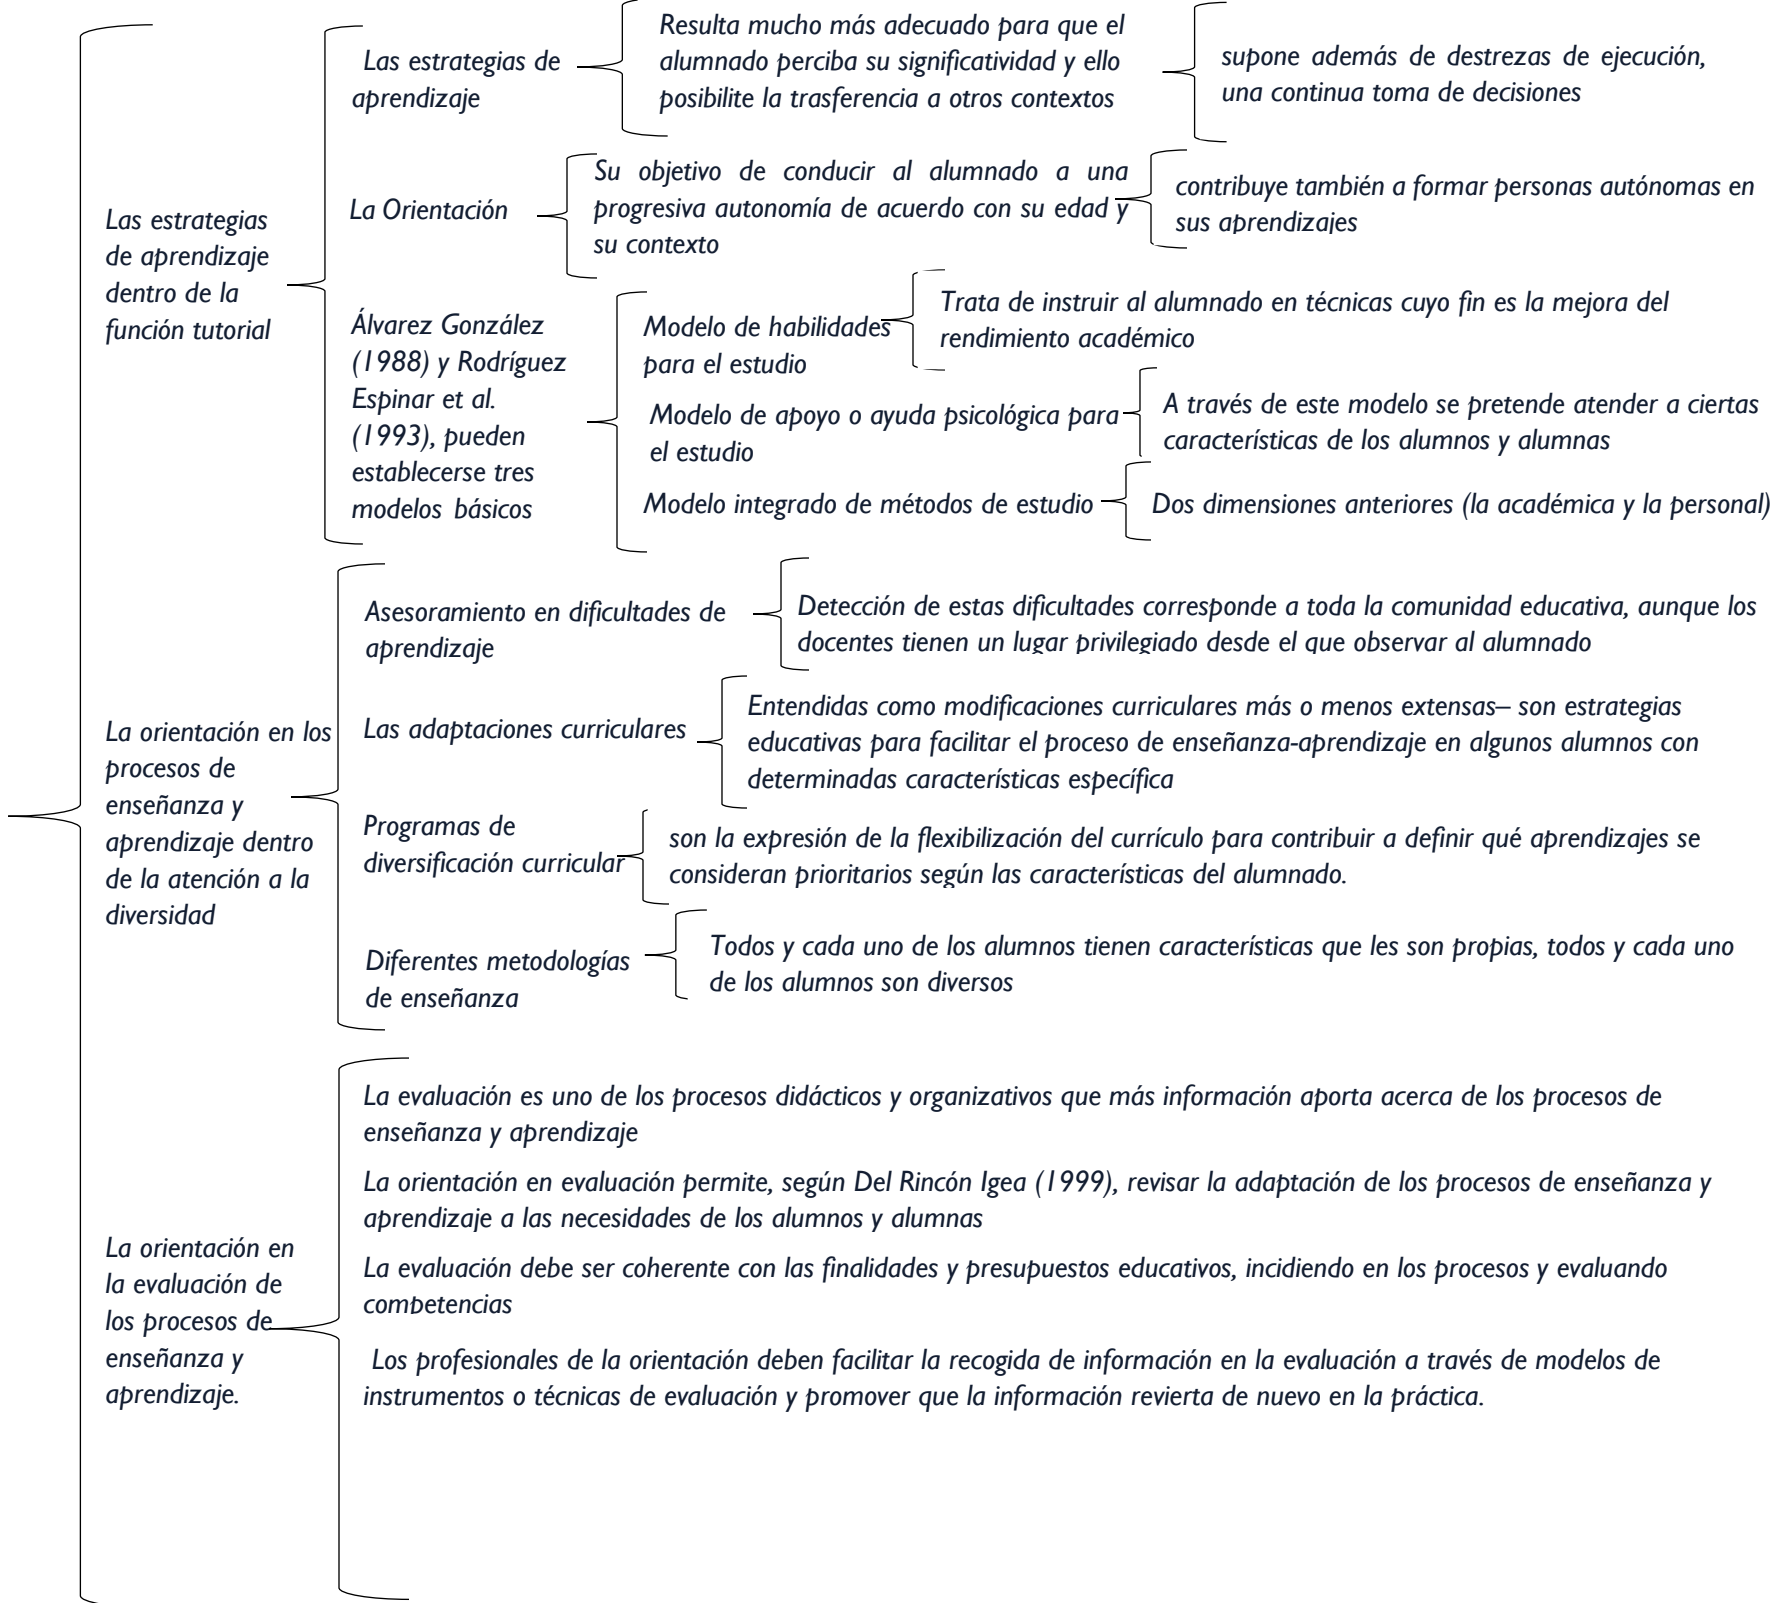 Las estrategias
de aprendizaje
dentro de la
función tutorial
Las estrategias de
aprendizaje
Resulta mucho más adecuado para que el
alumnado perciba su significatividad y ello
posibilite la trasferencia a otros contextos
supone además de destrezas de ejecución,
una continua toma de decisiones
La Orientación
Su objetivo de conducir al alumnado a una
progresiva autonomía de acuerdo con su edad y
su contexto
contribuye también a formar personas autónomas en
sus aprendizajes
Álvarez González
(1988) y Rodríguez
Espinar et al.
(1993), pueden
establecerse tres
modelos básicos
Modelo de habilidades
para el estudio
Trata de instruir al alumnado en técnicas cuyo fin es la mejora del
rendimiento académico
Modelo de apoyo o ayuda psicológica para
el estudio
A través de este modelo se pretende atender a ciertas
características de los alumnos y alumnas
Modelo integrado de métodos de estudio
Dos dimensiones anteriores (la académica y la personal)
La orientación en los
procesos de
enseñanza y
aprendizaje dentro
de la atención a la
diversidad
Asesoramiento en dificultades de
aprendizaje
Detección de estas dificultades corresponde a toda la comunidad educativa, aunque los
docentes tienen un lugar privilegiado desde el que observar al alumnado
Las adaptaciones curriculares
Entendidas como modificaciones curriculares más o menos extensas– son estrategias
educativas para facilitar el proceso de enseñanza-aprendizaje en algunos alumnos con
determinadas características específica
Programas de
diversificación curricular
son la expresión de la flexibilización del currículo para contribuir a definir qué aprendizajes se
consideran prioritarios según las características del alumnado.
Diferentes metodologías
de enseñanza
Todos y cada uno de los alumnos tienen características que les son propias, todos y cada uno
de los alumnos son diversos
La orientación en
la evaluación de
los procesos de
enseñanza y
aprendizaje.
La evaluación es uno de los procesos didácticos y organizativos que más información aporta acerca de los procesos de
enseñanza y aprendizaje
La orientación en evaluación permite, según Del Rincón Igea (1999), revisar la adaptación de los procesos de enseñanza y
aprendizaje a las necesidades de los alumnos y alumnas
La evaluación debe ser coherente con las finalidades y presupuestos educativos, incidiendo en los procesos y evaluando
competencias
Los profesionales de la orientación deben facilitar la recogida de información en la evaluación a través de modelos de
instrumentos o técnicas de evaluación y promover que la información revierta de nuevo en la práctica.